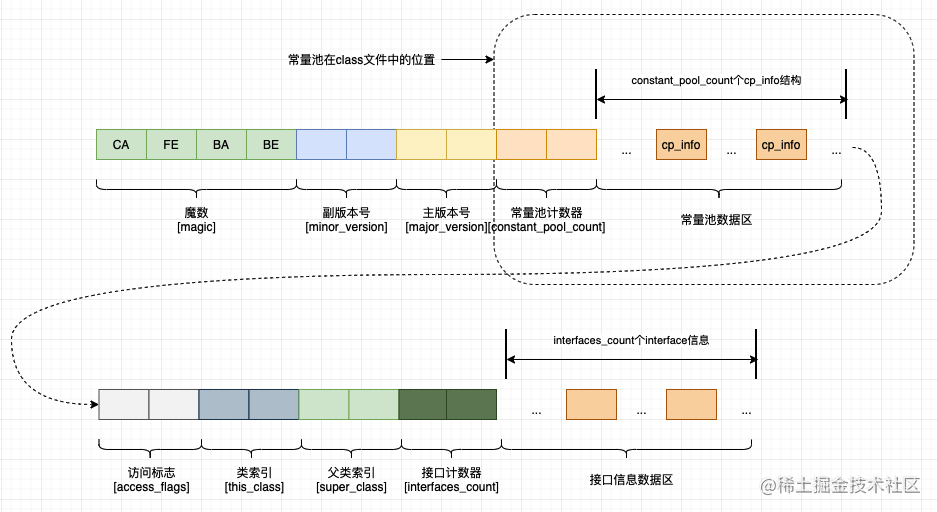 常量池在class文件中的位置
constant_pool_count个cp_info结构
CA FE BA BE ... cp_info ... cp_info ...
魔数 副版本号 主版本号 常量池计数器 常量池数据区
[magic] [minor_version] [major_version] [constant_pool_count]
interfaces_count个interface信息
... ... ...
访问标志 类索引 父类索引 接口计数器 接口信息数据区
[access_flags] [this_class] [super_class] [interfaces_count]
@稀土掘金技术社区